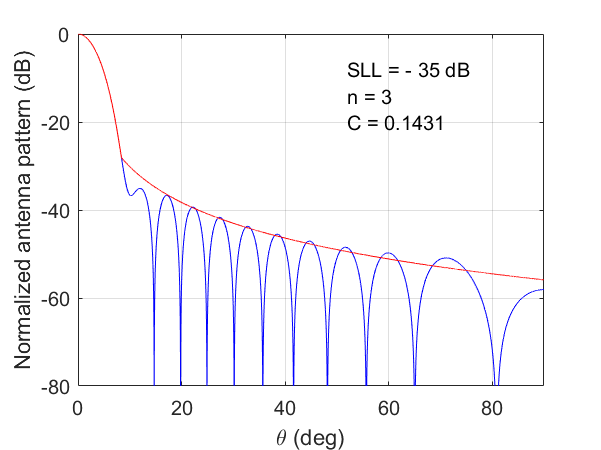 Normalized antenna pattern (dB)
0
-20
-40
-60
-80
SLL = - 35 dB
n = 3
C = 0.1431
0 20 40 60 80
θ (deg)